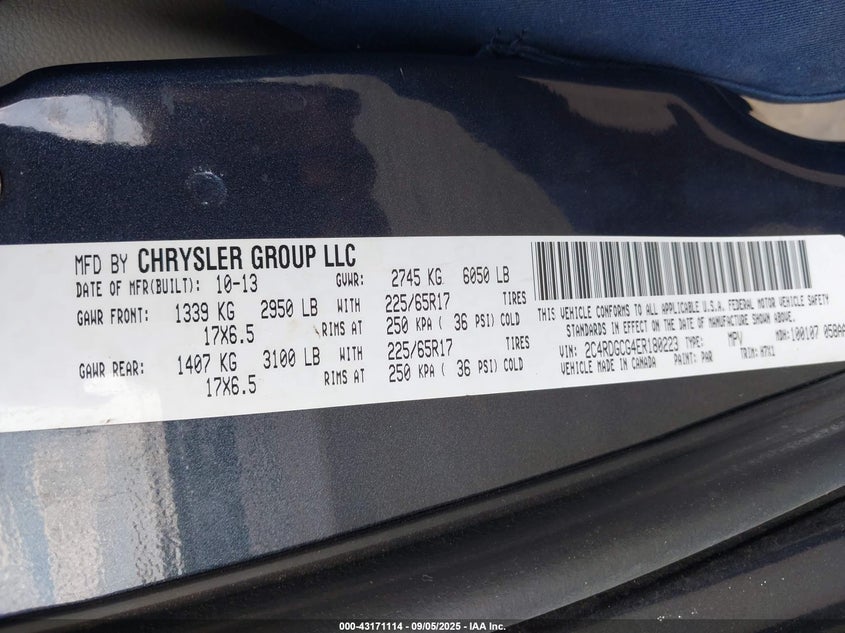 MFD BY CHRYSLER GROUP LLC
DATE OF MFR(BUILT): 10-13 GVWR: 2745 KG 6050 LB
GAWR FRONT: 1339 KG 2950 LB WITH 225/65R17 TIRES
17X6.5 RIMS AT 250 KPA ( 36 PSI) COLD
GAWR REAR: 1407 KG 3100 LB WITH 225/65R17 TIRES
17X6.5 RIMS AT 250 KPA ( 36 PSI) COLD
THIS VEHICLE CONFORMS TO ALL APPLICABLE U.S.A. FEDERAL MOTOR VEHICLE SAFETY
STANDARDS IN EFFECT ON THE DATE OF MANUFACTURE SHOWN ABOVE.
VIN: 2C4RDGCG4ER180223 TYPE: MPV MDH: 100107 058AA
VEHICLE MADE IN CANADA PAINT: PAR TRIM:
000-43171114 - 09/05/2025 - IAA Inc.